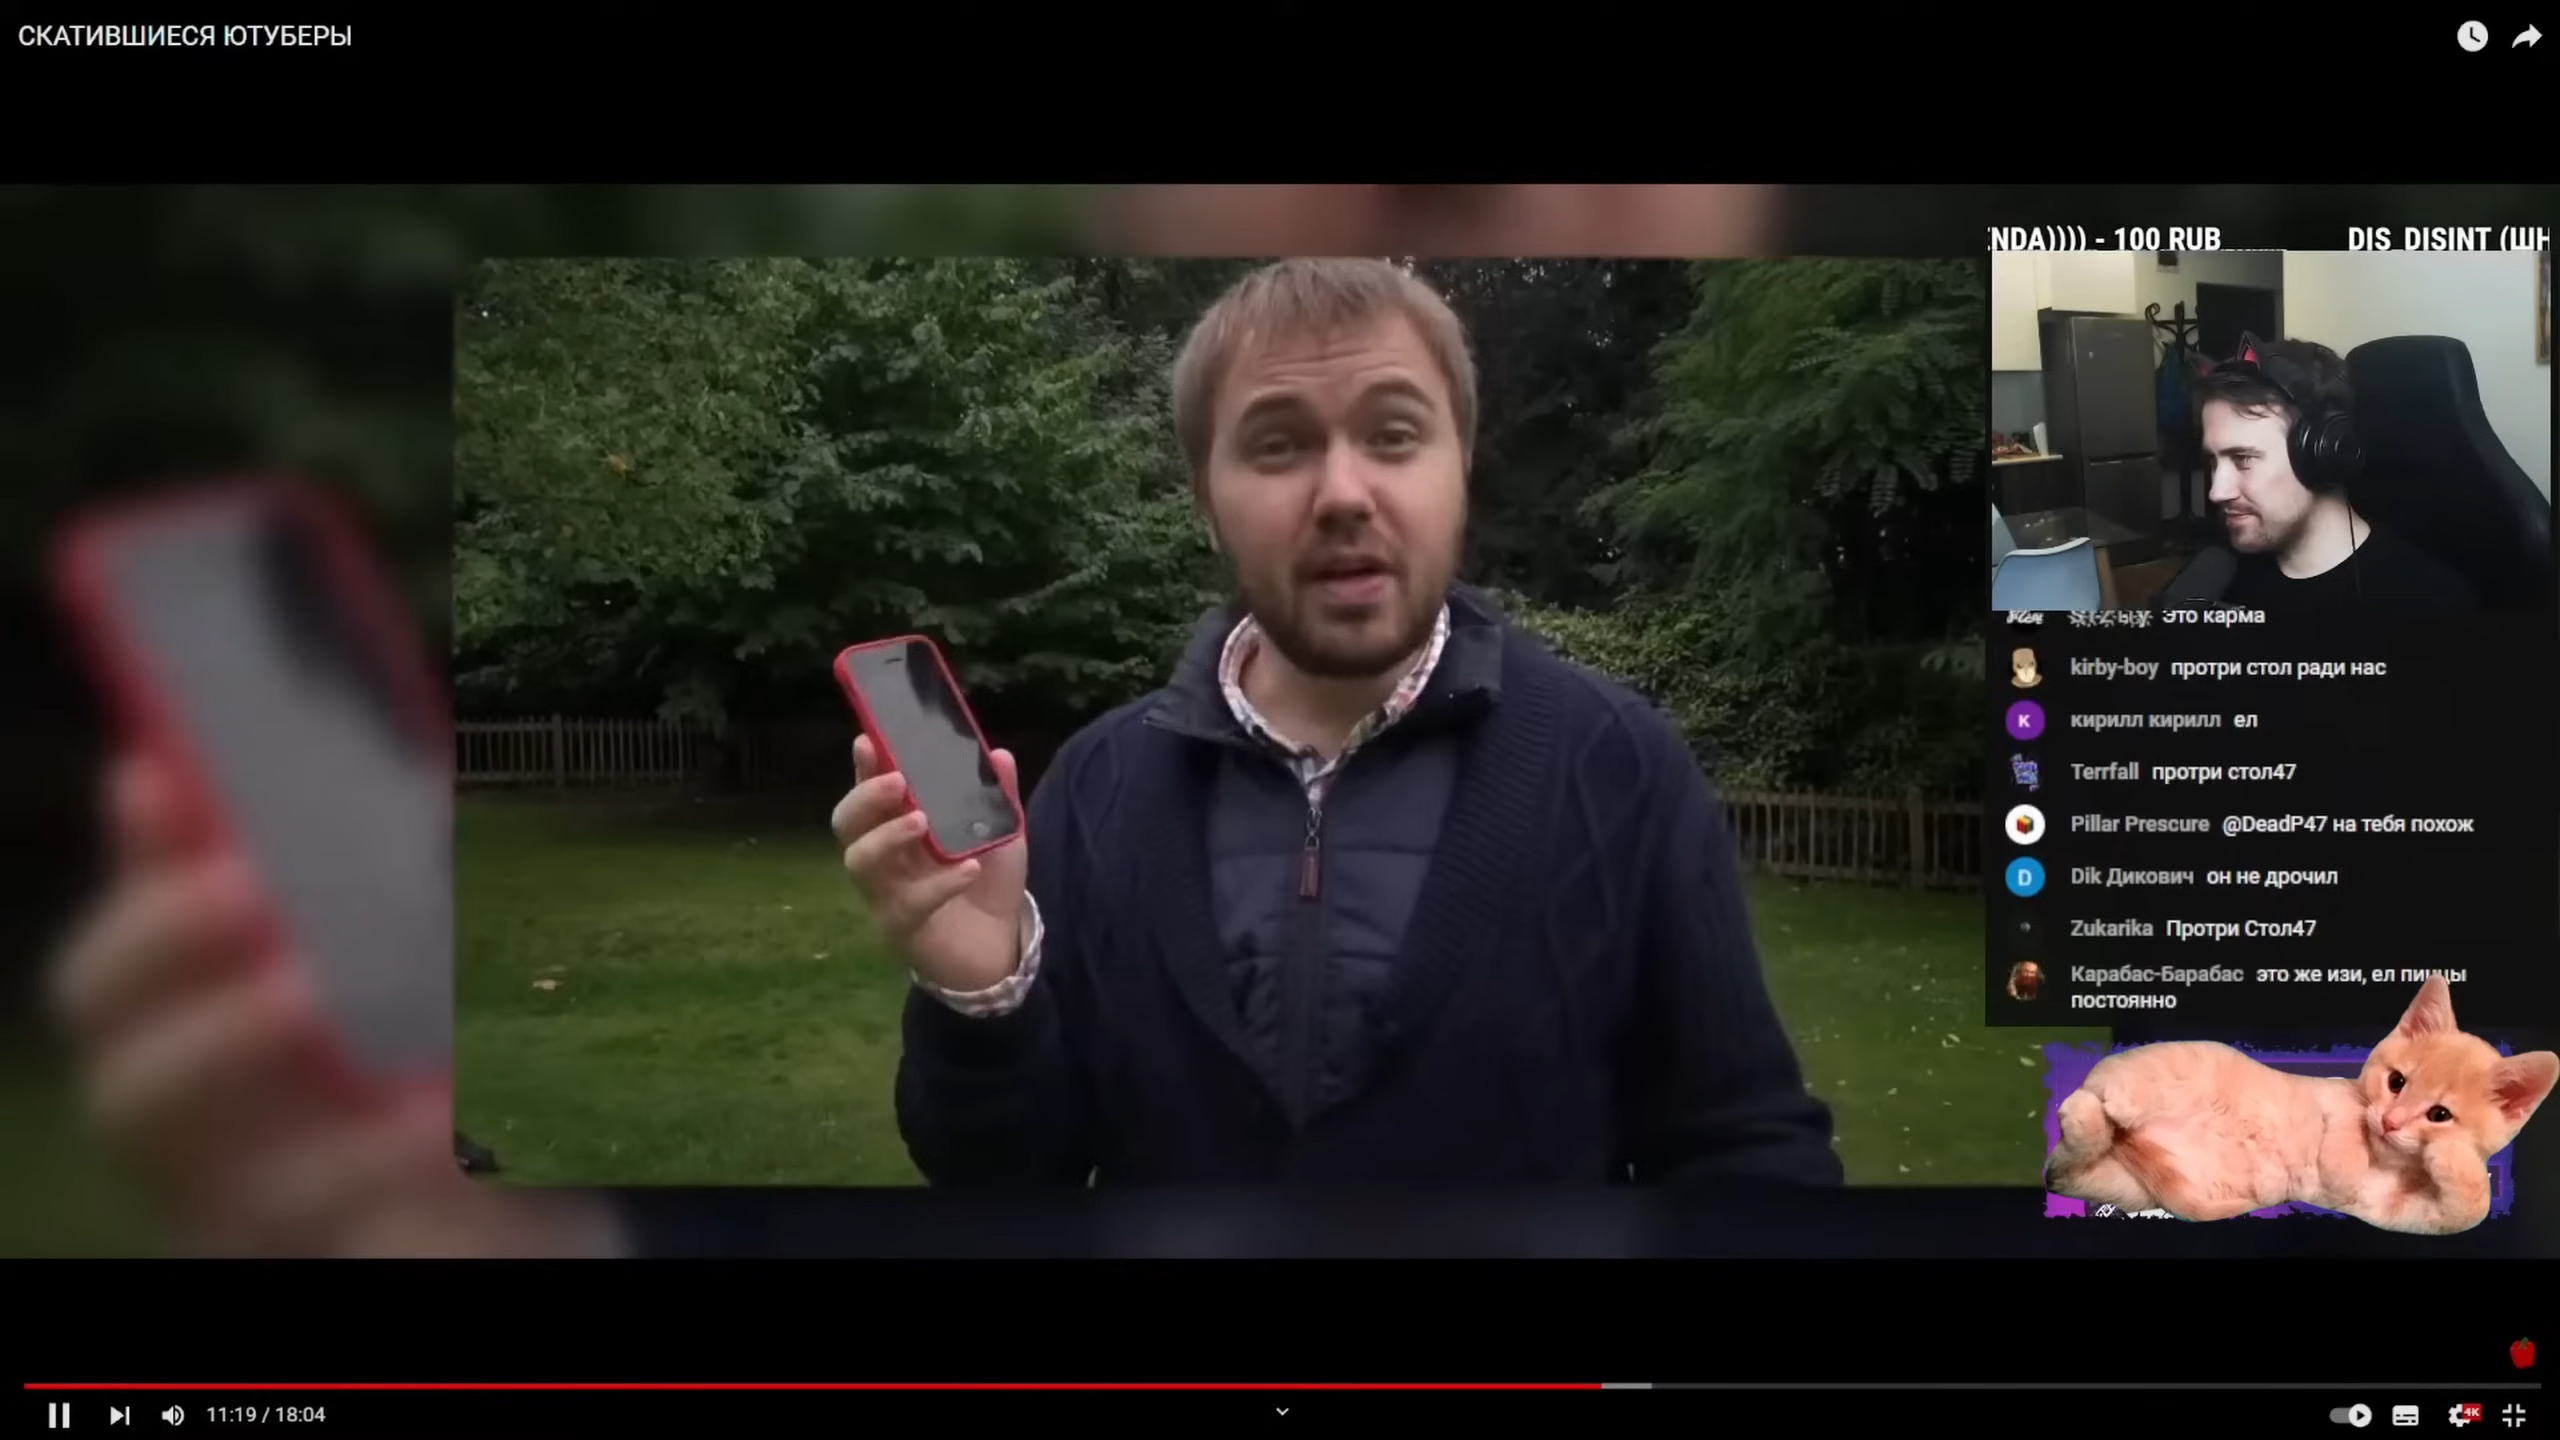 СКАТИВШИЕСЯ ЮТУБЕРЫ
NDA)))) - 100 RUB DIS_DISINT (ШН
Это карма
kirby-boy протри стол ради нас
К кирилл кирилл ел
Terrfall протри стол47
Pillar Prescure @DeadP47 на тебя похож
D Dik Дикович он не дрочил
Zukarika Протри Стол47
Карабас-Барабас это же изи, ел пиццы
постоянно
11:19 / 18:04
4K